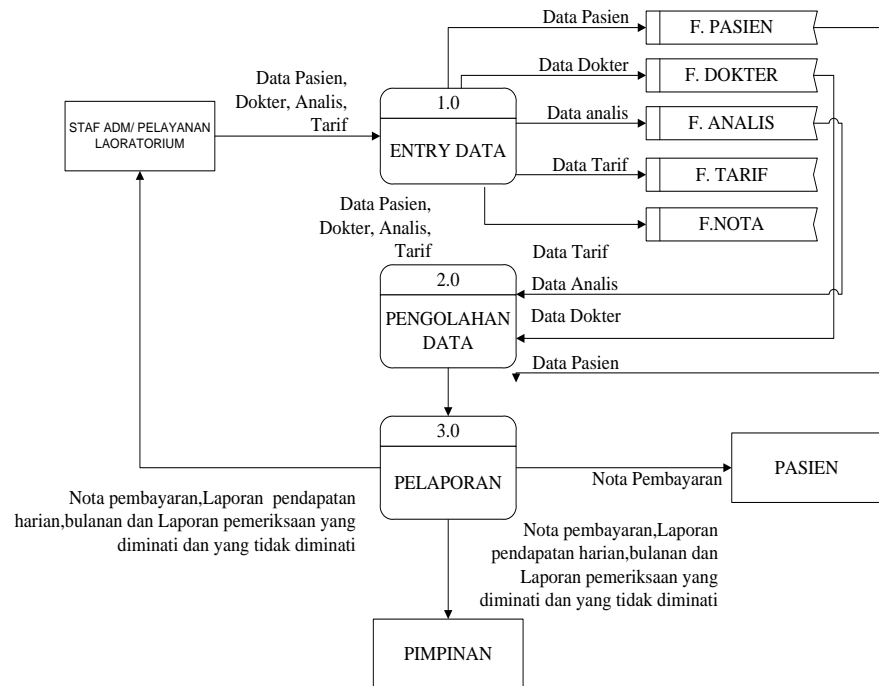 Data Pasien
F. PASIEN
Data Dokter
F. DOKTER
Data Pasien,
Dokter, Analis,
Tarif
STAF ADM/ PELAYANAN
LAORATORIUM
1.0
ENTRY DATA
Data analis
F. ANALIS
Data Tarif
F. TARIF
F.NOTA
Data Pasien,
Dokter, Analis,
Tarif
2.0
PENGOLAHAN
DATA
Data Tarif
Data Analis
Data Dokter
Data Pasien
3.0
PELAPORAN
Nota Pembayaran
PASIEN
Nota pembayaran,Laporan pendapatan
harian,bulanan dan Laporan pemeriksaan yang
diminati dan yang tidak diminati
Nota pembayaran,Laporan
pendapatan harian,bulanan dan
Laporan pemeriksaan yang
diminati dan yang tidak diminati
PIMPINAN